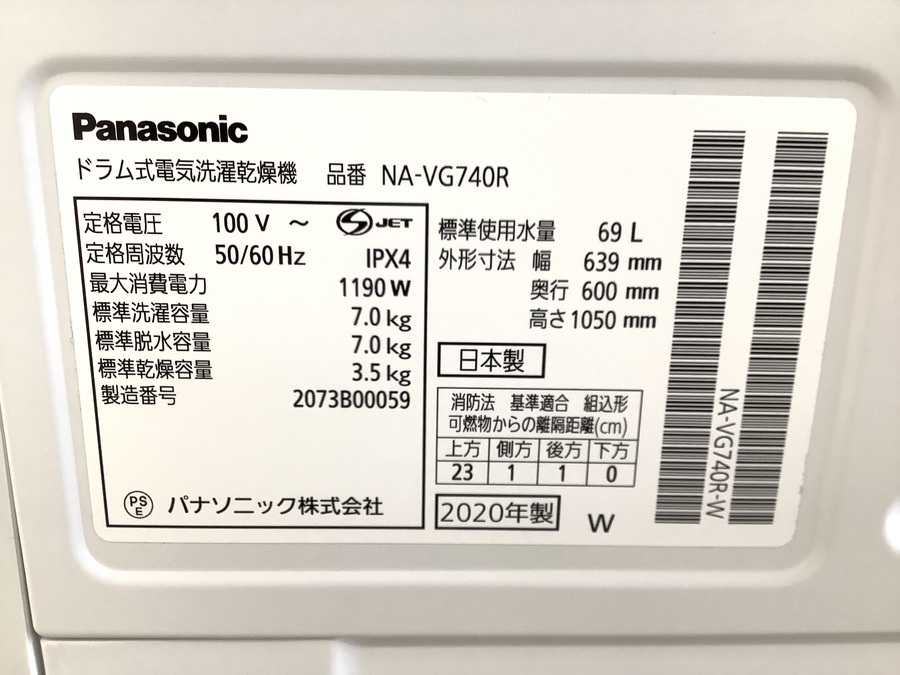 Panasonic
ドラム式電気洗濯乾燥機 品番 NA-VG740R
定格電圧 100 V ～ S JET
定格周波数 50/60 Hz IPX4
最大消費電力 1190 W
標準洗濯容量 7.0 kg
標準脱水容量 7.0 kg
標準乾燥容量 3.5 kg
製造番号 2073B00059
PS E パナソニック株式会社
標準使用水量 69 L
外形寸法 幅 639 mm
奥行 600 mm
高さ 1050 mm
日本製
消防法 基準適合 組込形
可燃物からの離隔距離(cm)
上方 側方 後方 下方
23 1 1 0
2020年製 W
NA-VG740R-W